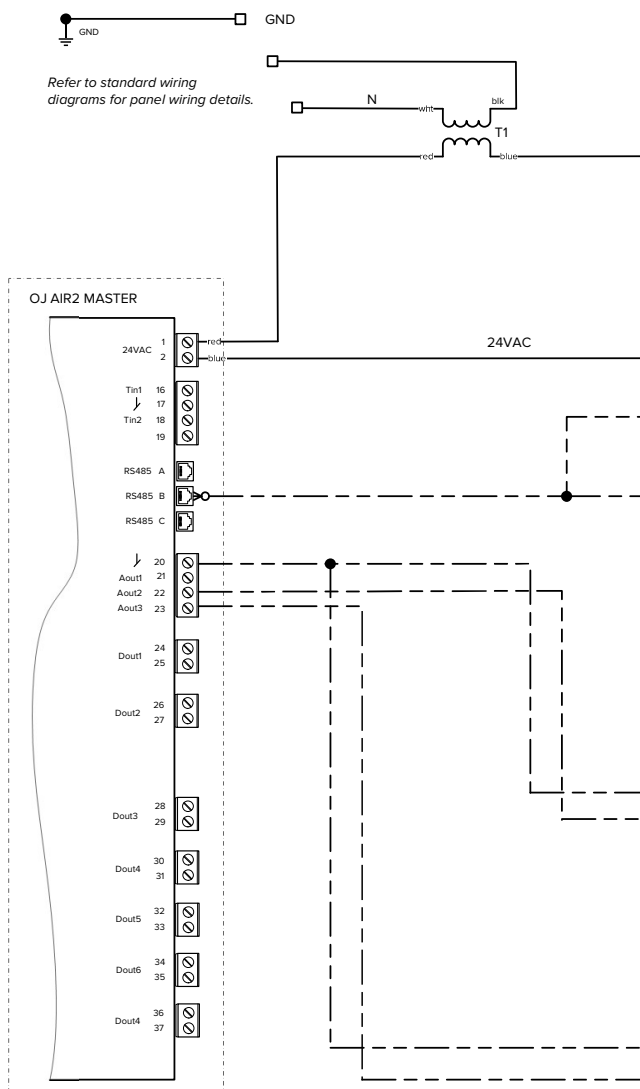 GND
GND
Refer to standard wiring
diagrams for panel wiring details.
N
wht
blk
T1
red
blue
OJ AIR2 MASTER
24VAC
1
red
2
blue
24VAC
Tin1 16
17
Tin2 18
19
RS485 A
RS485 B
RS485 C
20
Aout1 21
Aout2 22
Aout3 23
Dout1
24
25
Dout2
26
27
Dout3
28
29
Dout4
30
31
Dout5
32
33
Dout6
34
35
Dout4
36
37